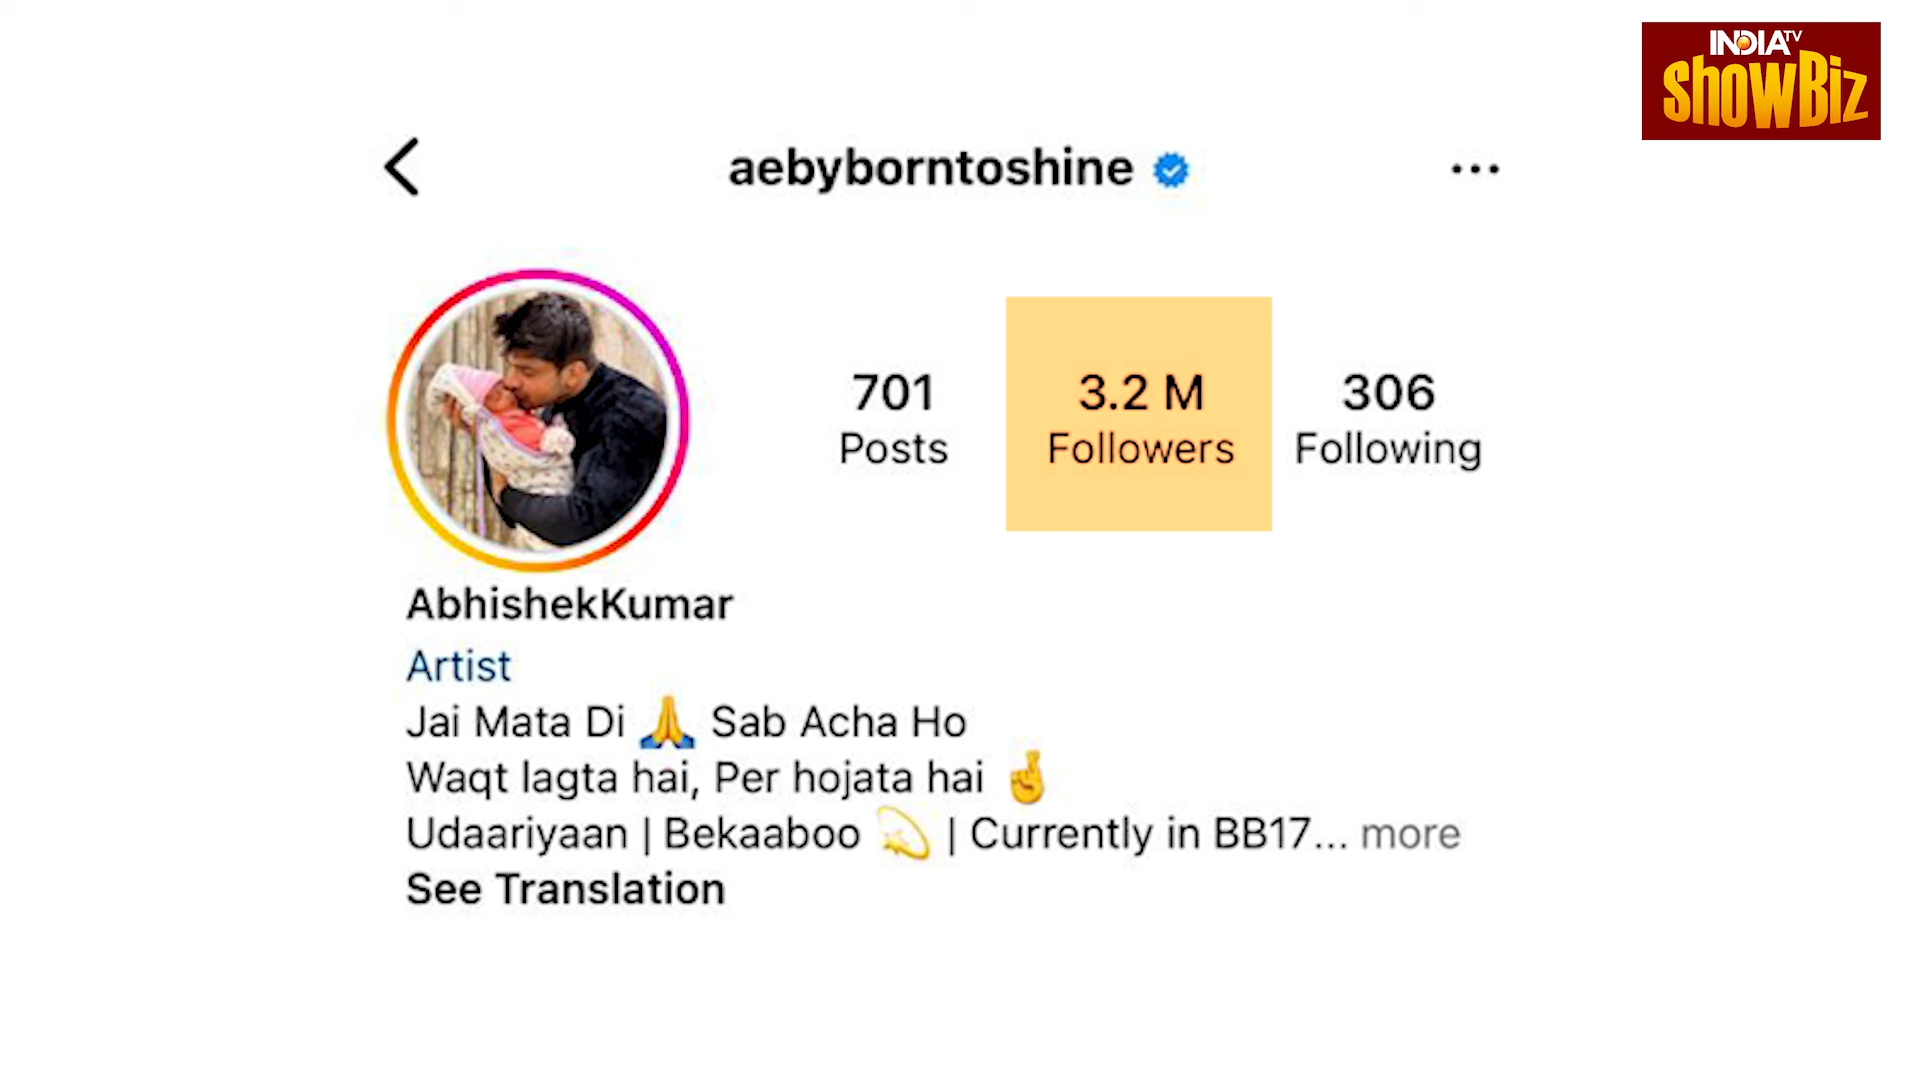 INDIA TV
ShowBiz
aebyborntoshine
701
Posts
3.2 M
Followers
306
Following
AbhishekKumar
Artist
Jai Mata Di 🙏 Sab Acha Ho
Waqt lagta hai, Per hojata hai 🤞
Udaariyaan | Bekaaboo 💫 | Currently in BB17... more
See Translation